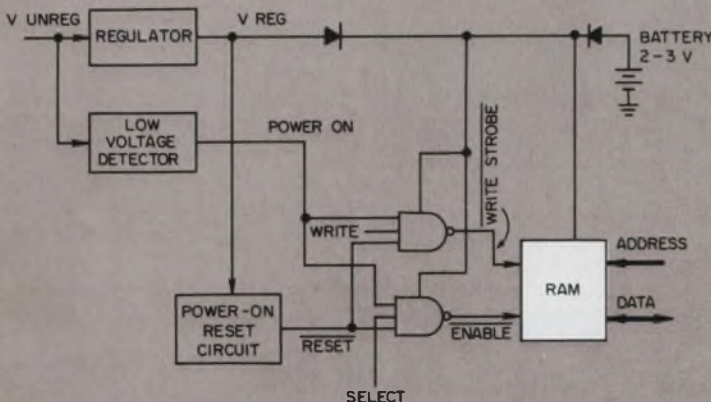 V UNREG
REGULATOR
V REG
BATTERY
2-3 V
LOW
VOLTAGE
DETECTOR
POWER ON
WRITE STROBE
WRITE
ADDRESS
RAM
DATA
POWER-ON
RESET
CIRCUIT
RESET
ENABLE
SELECT